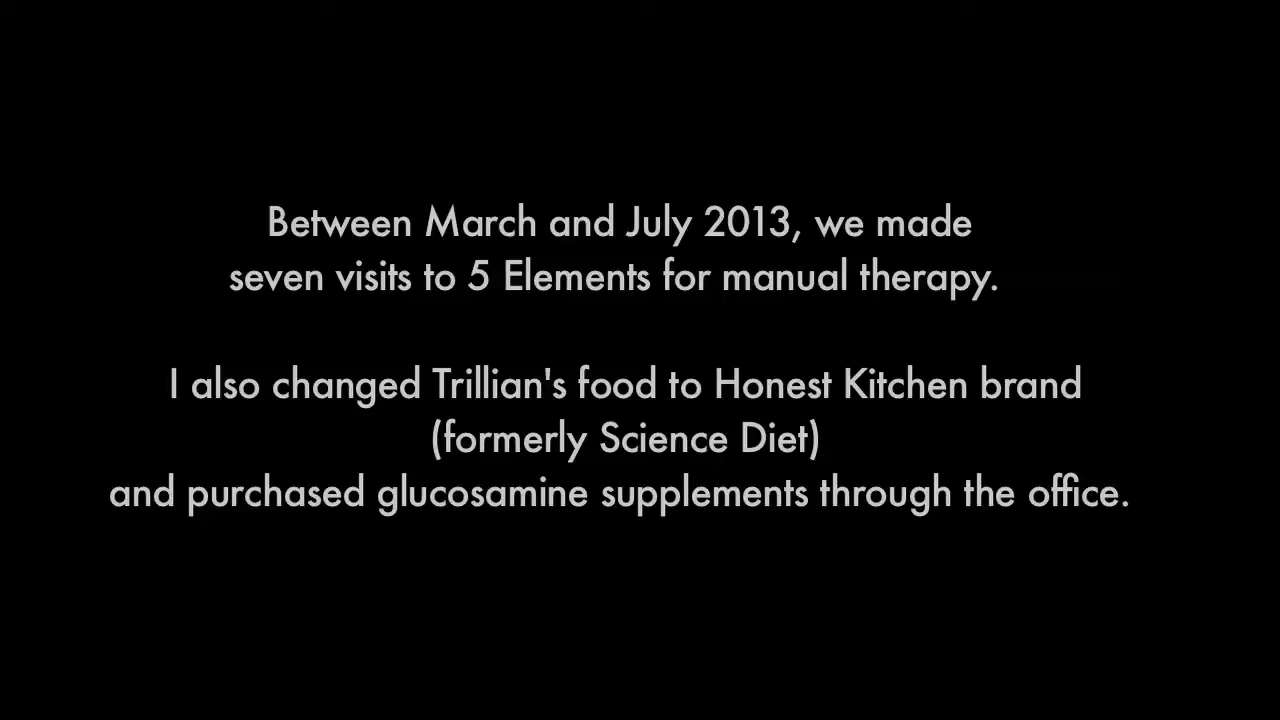 Between March and July 2013, we made
seven visits to 5 Elements for manual therapy.
I also changed Trillian's food to Honest Kitchen brand
(formerly Science Diet)
and purchased glucosamine supplements through the office.